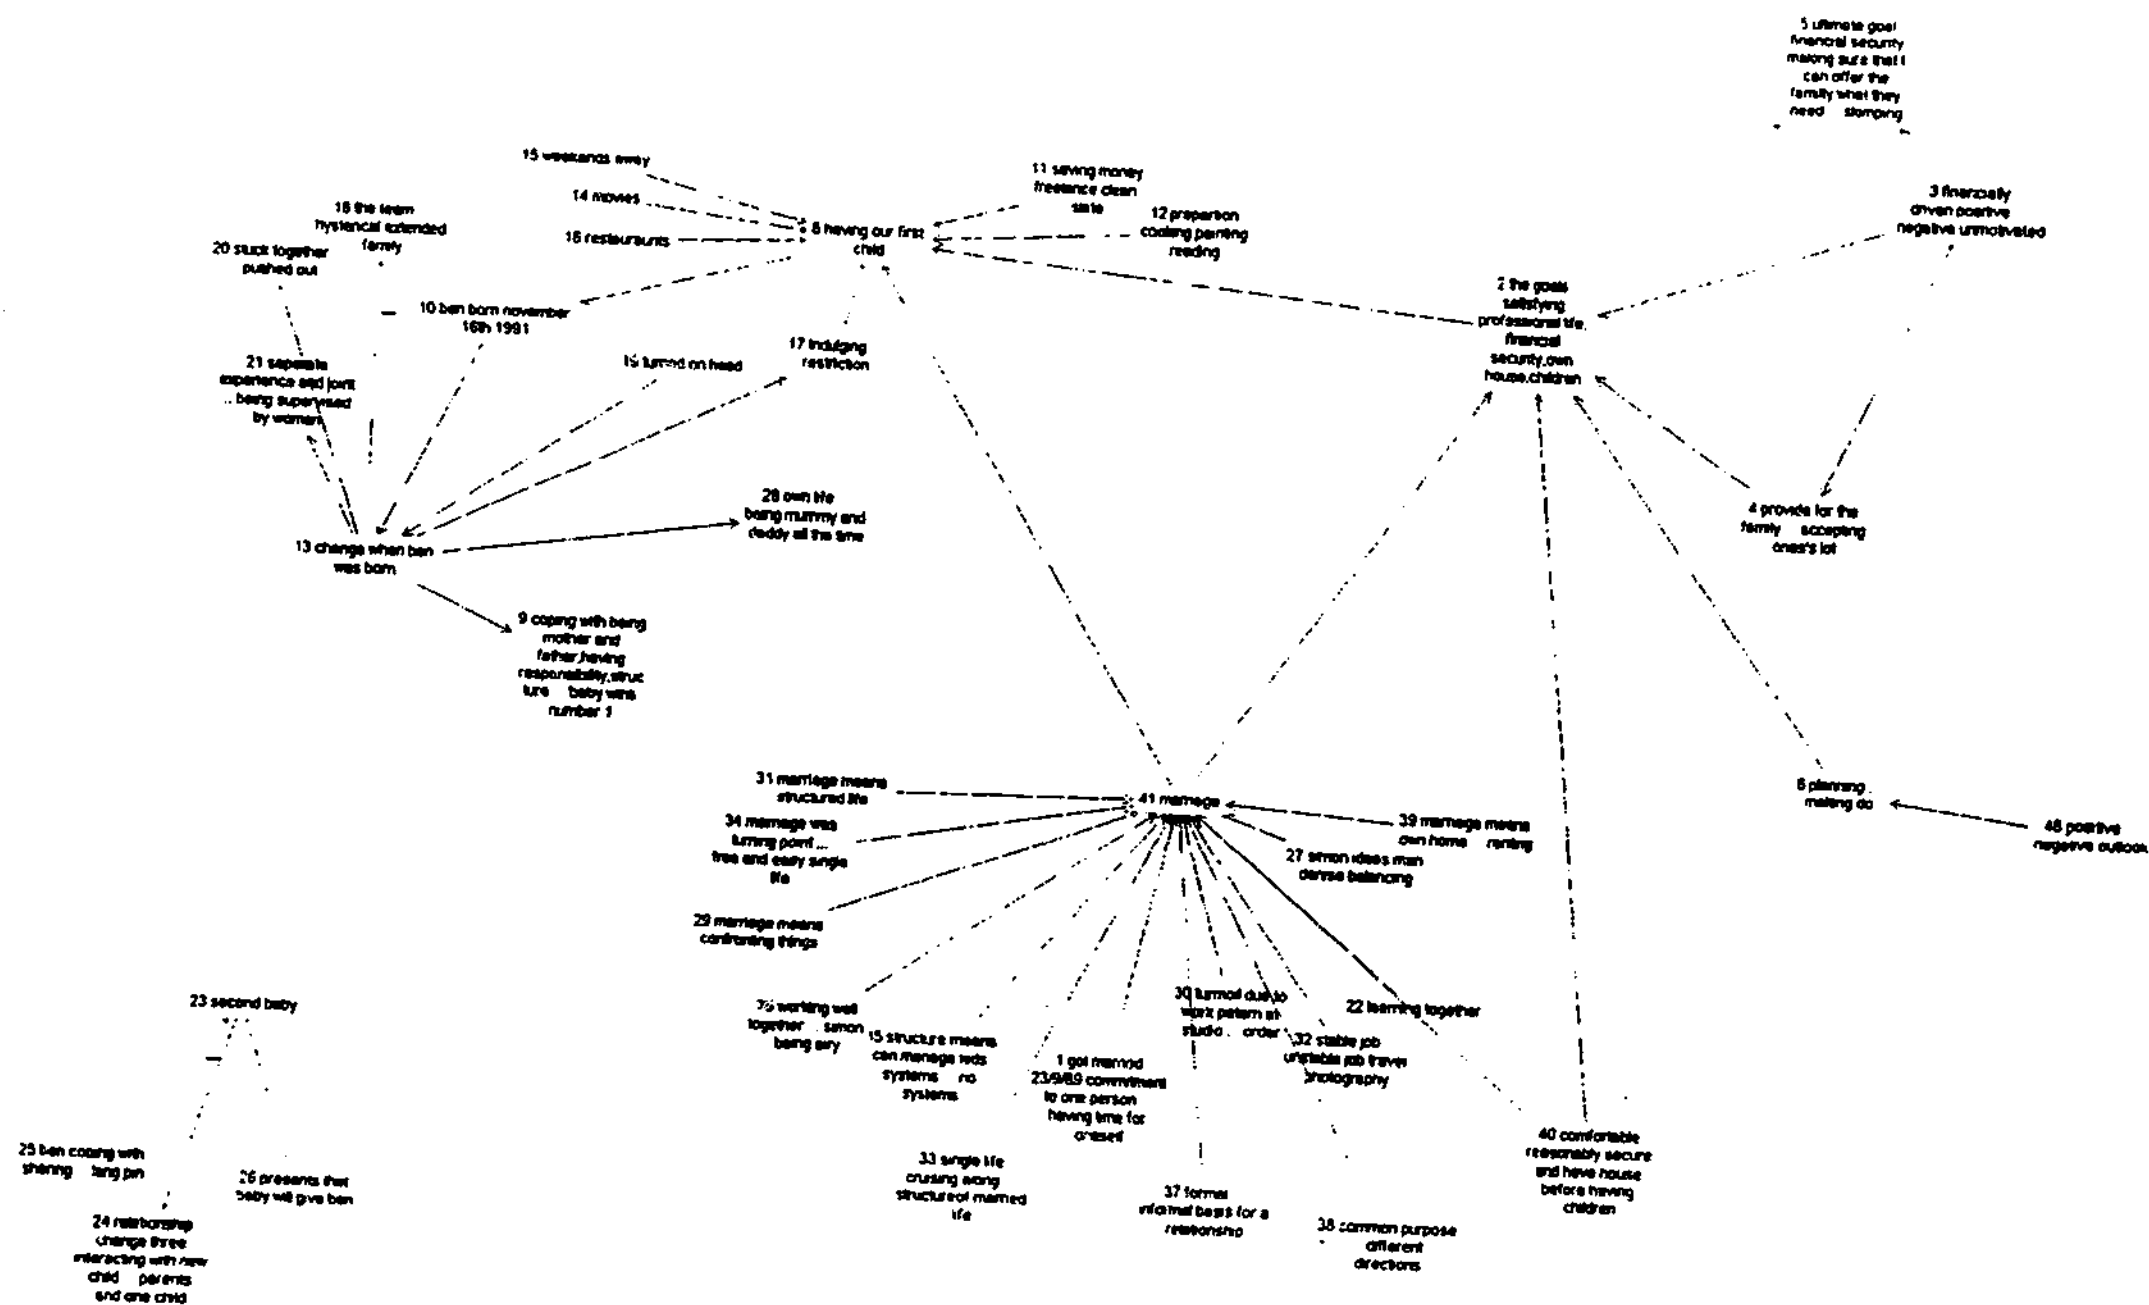 5 ultimate goal
financial security
making sure that I
can offer the
family what they
need slamping
15 weekends away
14 movies
16 restaurants
11 saving money
freelance clean
slate
12 prepartion
cooking painting
reading
3 financially
driven positive
negative unmotivated
18 the team
hysterical extended
family
20 stuck together
pushed out
8 having our first
child
2 the goals
satisfying
professional life
financial
security,own
house,children
10 ben born november
16th 1991
19 turned on head
17 indulging
restriction
21 seperate
experience and joint
.. being supervised
by women
28 own life
being mummy and
daddy all the time
4 provide for the
family accepting
ones's lot
13 change when ben
was born
9 coping with being
mother and
father,having
responsibility,struc
ture baby wins
number 1
31 marriage means
structured life
41 marriage
6 planning
making do
34 marriage was
turning point ...
free and easy single
life
39 marriage means
own home renting
48 positive
negative outlook
27 simon ideas man
denise balancing
29 marriage means
confronting things
23 second baby
working well
together simon
being airy
30 turmoil due to
work patern at
studio . order
22 learning together
structure means
can manage kids
systems no
systems
32 stable job
unstable job travel
photography
1 got married
23/9/89 commitment
to one person
having time for
oneself
25 ben coping with
sharing
26 presents that
baby will give ben
33 single life
cruising along
structureof married
life
37 formal
informal basis for a
relationship
40 comfortable
reasonably secure
and have house
before having
children
24 relationship
change three
interacting with new
child parents
and one child
38 common purpose
different
directions